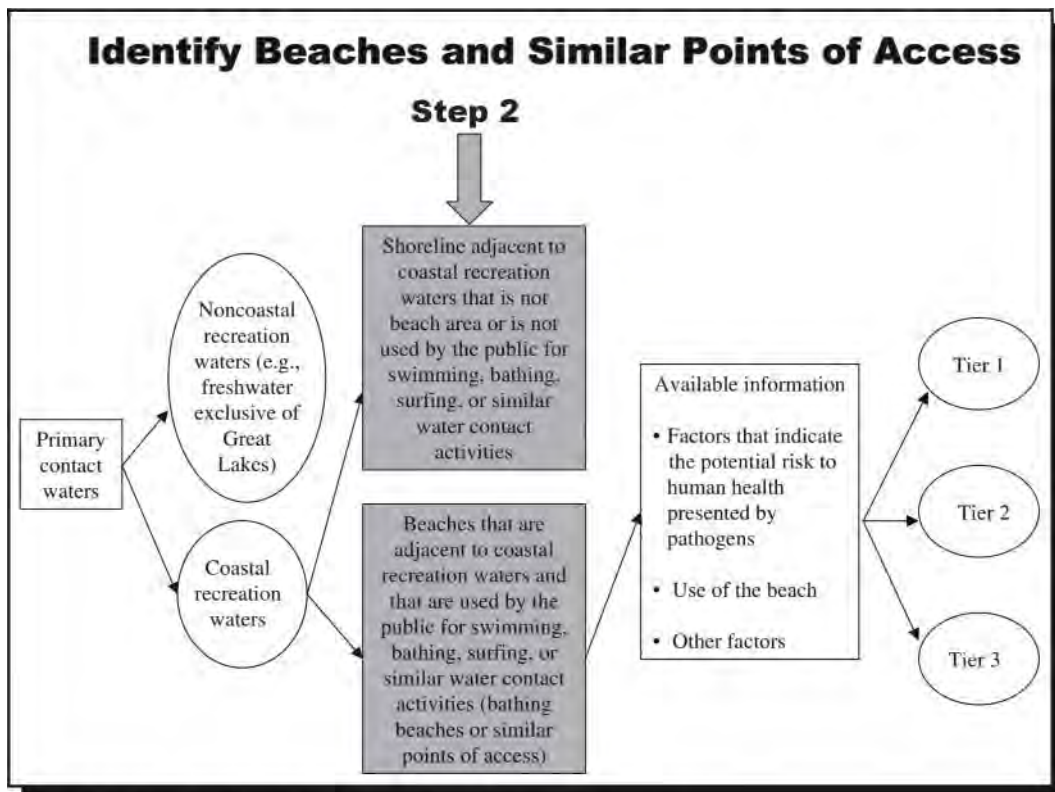 Identify Beaches and Similar Points of Access
Step 2
Primary
contact
waters
Noncoastal
recreation
waters (e.g.,
freshwater
exclusive of
Great
Lakes)
Coastal
recreation
waters
Shoreline adjacent to
coastal recreation
waters that is not
beach area or is not
used by the public for
swimming, bathing,
surfing, or similar
water contact
activities
Beaches that are
adjacent to coastal
recreation waters and
that are used by the
public for swimming,
bathing, surfing, or
similar water contact
activities (bathing
beaches or similar
points of access)
Available information
• Factors that indicate
the potential risk to
human health
presented by
pathogens
• Use of the beach
• Other factors
Tier 1
Tier 2
Tier 3